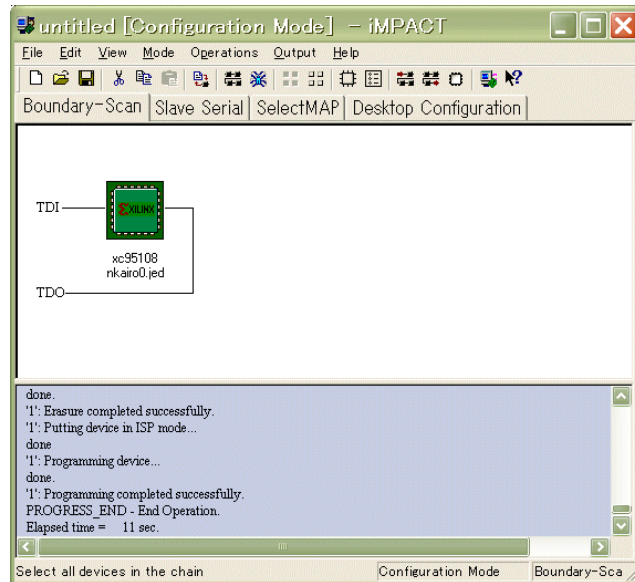 untitled [Configuration Mode] - iMPACT
File Edit View Mode Operations Output Help
Boundary-Scan Slave Serial SelectMAP Desktop Configuration
TDI
XILINX
xc95108
nkairo0.jed
TDO
done.
'1': Erasure completed successfully.
'1': Putting device in ISP mode...
done
'1': Programming device...
done.
'1': Programming completed successfully.
PROGRESS_END - End Operation.
Elapsed time = 11 sec.
Select all devices in the chain Configuration Mode Boundary-Sca